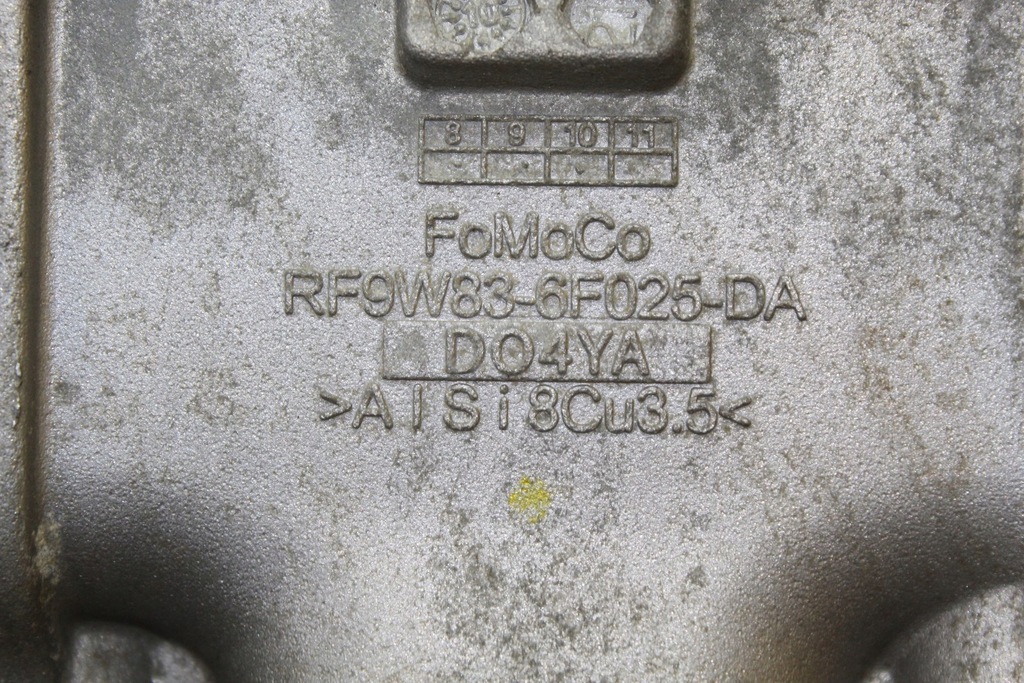 8 9 10 11
FoMoCo
RF9W83-6F025-DA
DO4YA
>AlSi8Cu3.5<